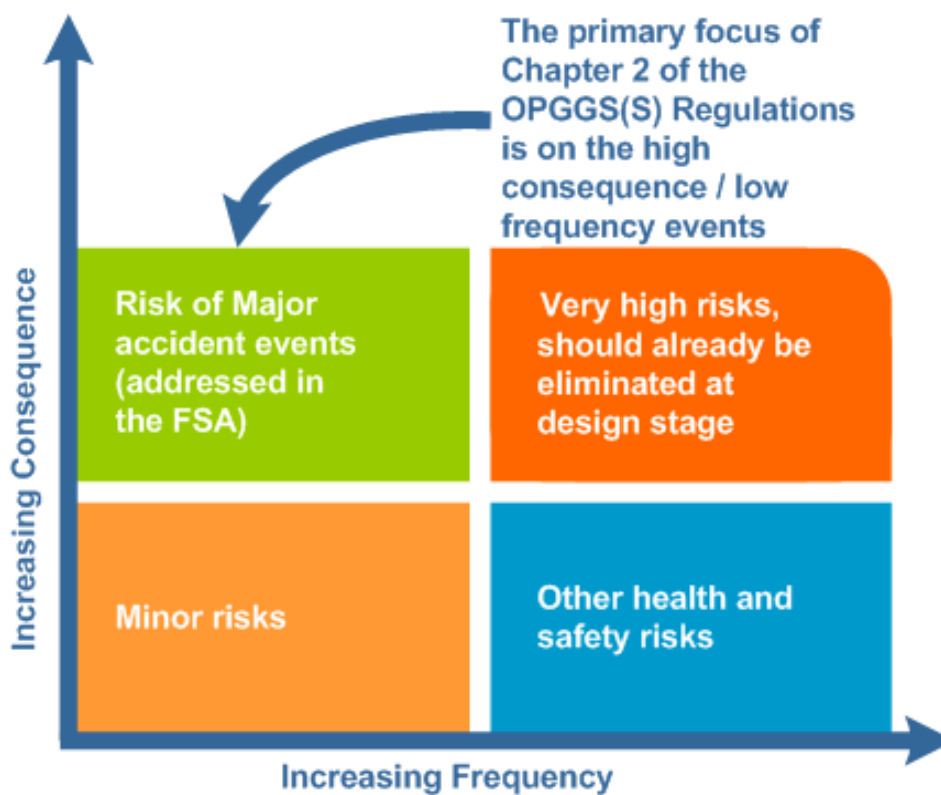 The primary focus of
Chapter 2 of the
OPGGS(S) Regulations
is on the high
consequence / low
frequency events
Increasing Consequence
Risk of Major
accident events
(addressed in
the FSA)
Very high risks,
should already be
eliminated at
design stage
Minor risks
Other health and
safety risks
Increasing Frequency